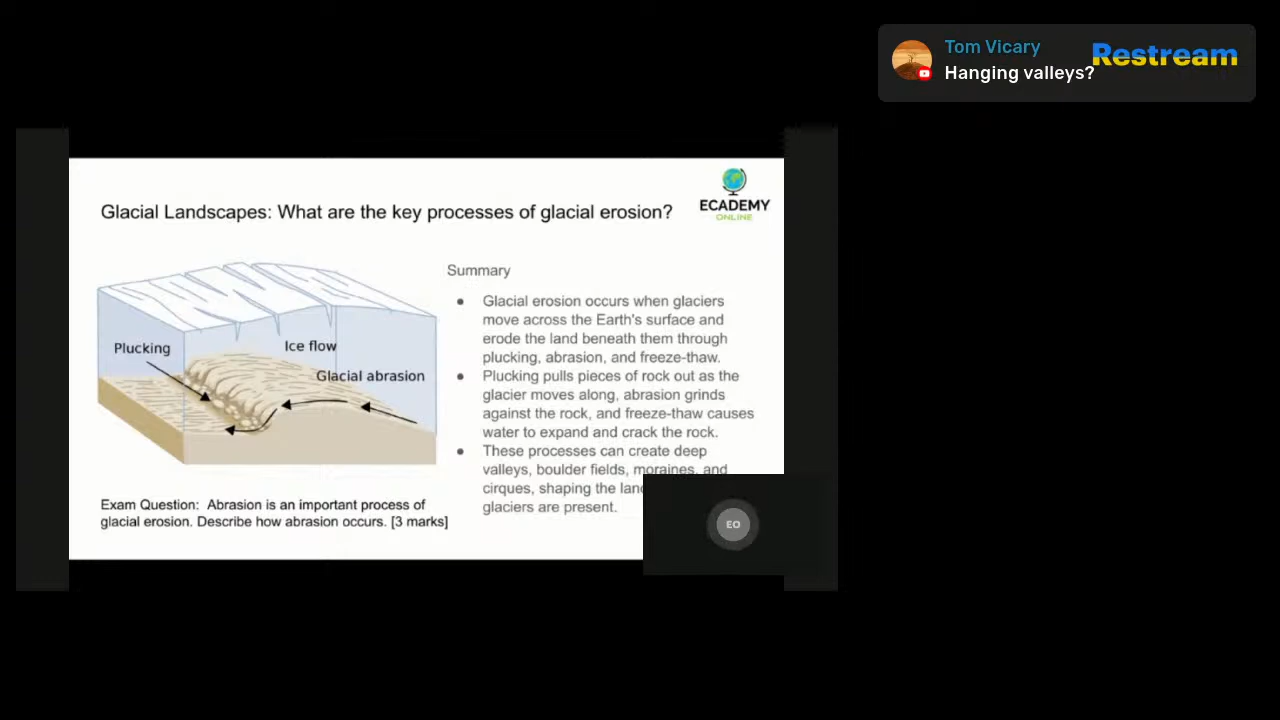 Tom Vicary
Restream
Hanging valleys?
ECADEMY
ONLINE
Glacial Landscapes: What are the key processes of glacial erosion?
Plucking
Ice flow
Glacial abrasion
Summary
● Glacial erosion occurs when glaciers
move across the Earth's surface and
erode the land beneath them through
plucking, abrasion, and freeze-thaw.
● Plucking pulls pieces of rock out as the
glacier moves along, abrasion grinds
against the rock, and freeze-thaw causes
water to expand and crack the rock.
● These processes can create deep
valleys, boulder fields, moraines, and
cirques, shaping the
glaciers are present.
Exam Question: Abrasion is an important process of
glacial erosion. Describe how abrasion occurs. [3 marks]
EO